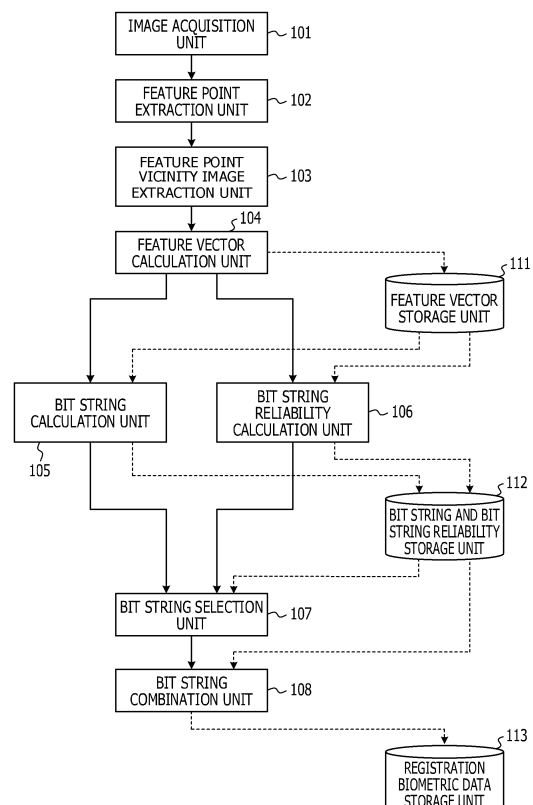 IMAGE ACQUISITION
UNIT
101
FEATURE POINT
EXTRACTION UNIT
102
FEATURE POINT
VICINITY IMAGE
EXTRACTION UNIT
103
104
FEATURE VECTOR
CALCULATION UNIT
111
FEATURE VECTOR
STORAGE UNIT
BIT STRING
CALCULATION UNIT
105
BIT STRING
RELIABILITY
CALCULATION UNIT
106
112
BIT STRING AND BIT
STRING RELIABILITY
STORAGE UNIT
BIT STRING SELECTION
UNIT
107
BIT STRING
COMBINATION UNIT
108
113
REGISTRATION
BIOMETRIC DATA
STORAGE UNIT